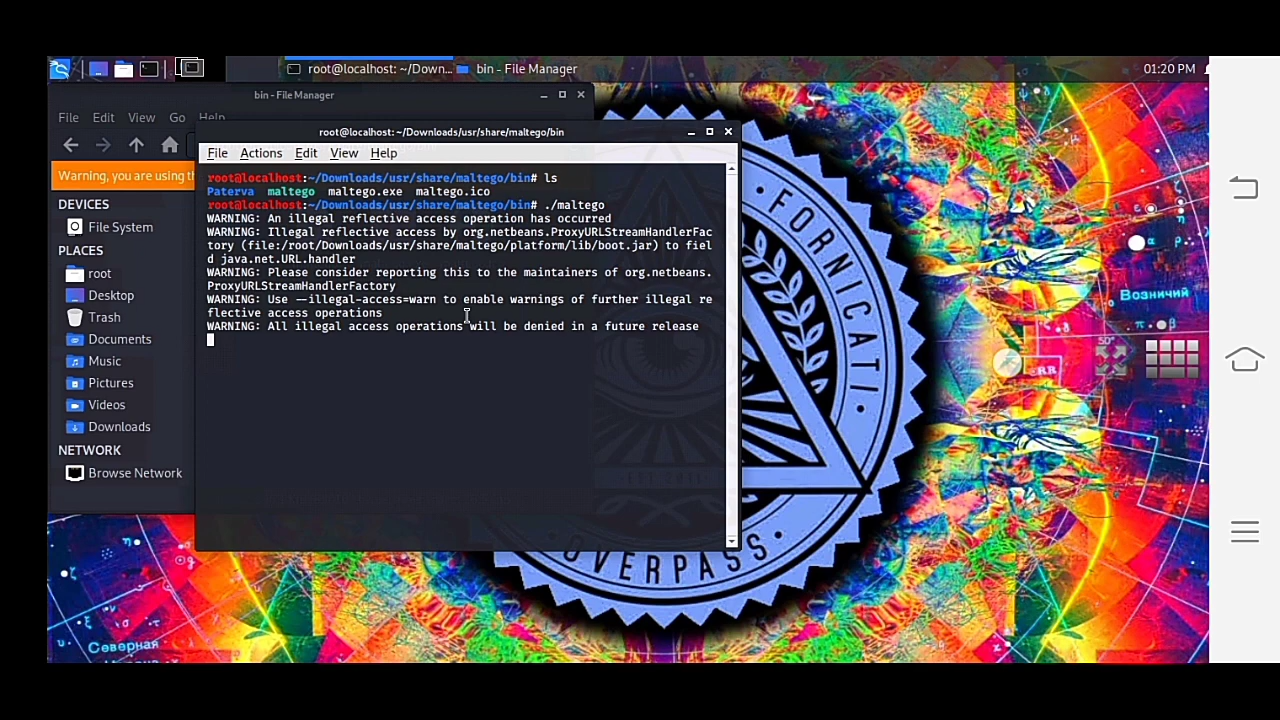 root@localhost: ~/Down...
bin - File Manager
01:20 PM
bin - File Manager
File Edit View Go Help
root@localhost:~/Downloads/usr/share/maltego/bin
File Actions Edit View Help
Warning, you are using th
DEVICES
File System
PLACES
root
Desktop
Trash
Documents
Music
Pictures
Videos
Downloads
NETWORK
Browse Network
root@localhost:~/Downloads/usr/share/maltego/bin# ls
Paterva maltego maltego.exe maltego.ico
root@localhost:~/Downloads/usr/share/maltego/bin# ./maltego
WARNING: An illegal reflective access operation has occurred
WARNING: Illegal reflective access by org.netbeans.ProxyURLStreamHandlerFac
tory (file:/root/Downloads/usr/share/maltego/platform/lib/boot.jar) to fiel
d java.net.URL.handler
WARNING: Please consider reporting this to the maintainers of org.netbeans.
ProxyURLStreamHandlerFactory
WARNING: Use --illegal-access=warn to enable warnings of further illegal re
flective access operations
WARNING: All illegal access operations will be denied in a future release
FORNICATI
OVERPASS
Возничий
50°
RR
Северная